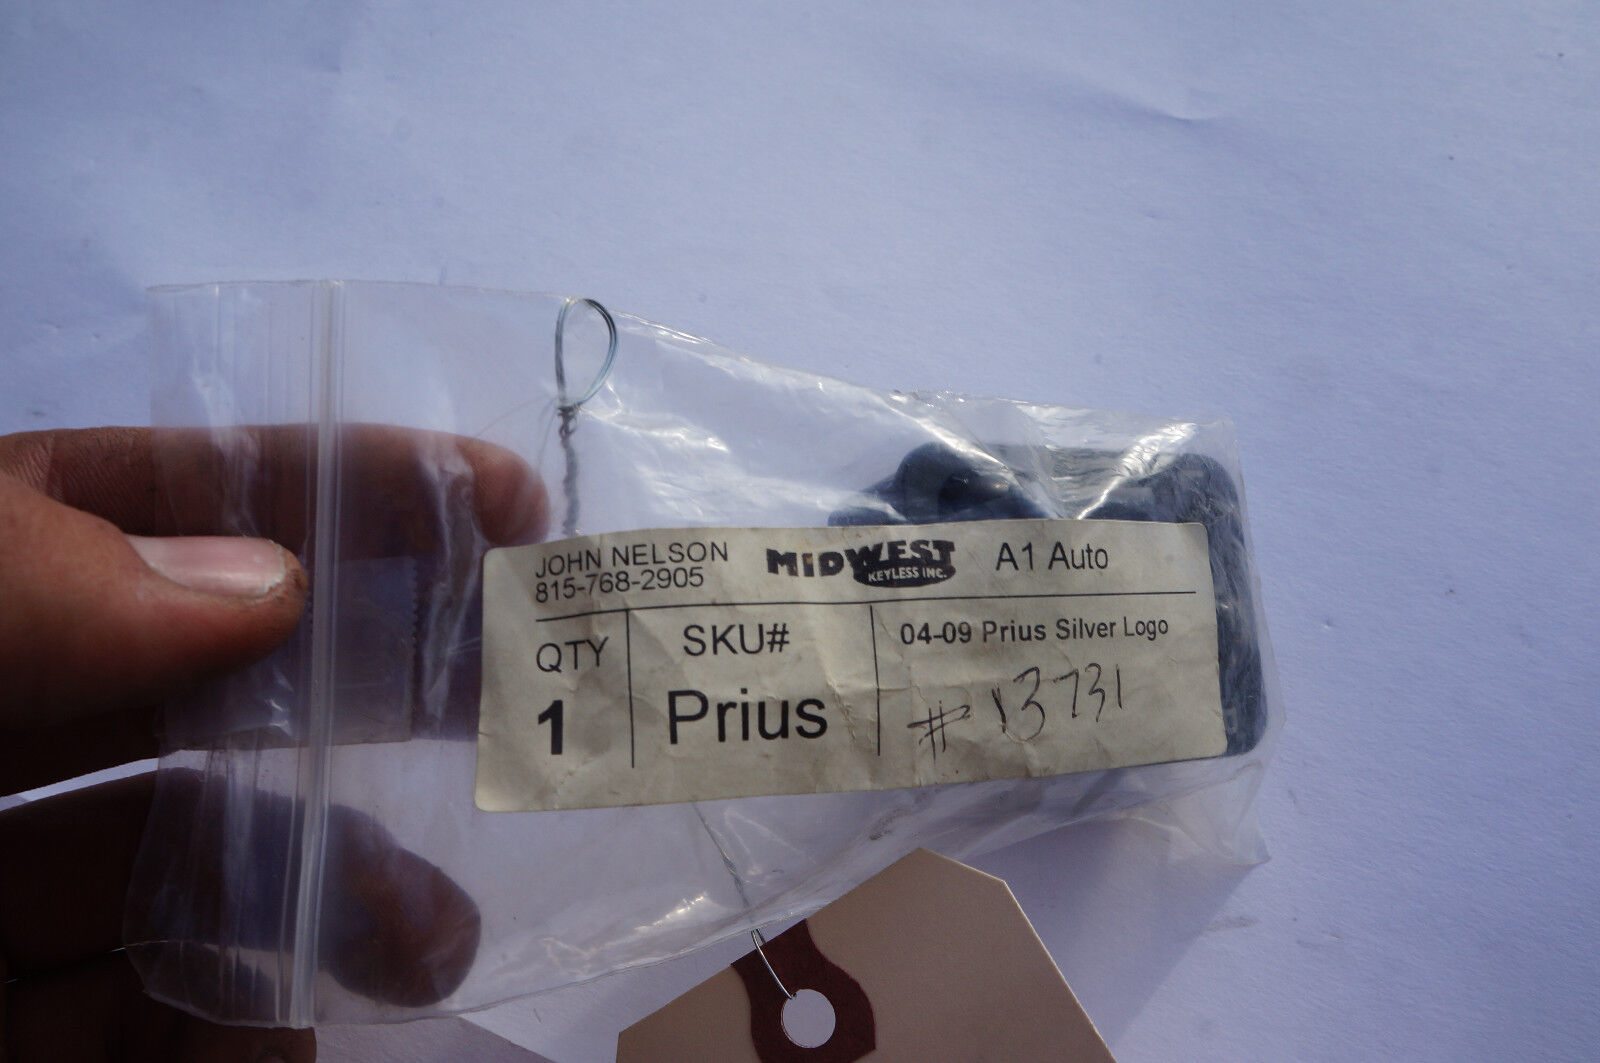 JOHN NELSON
815-768-2905
MIDWEST
KEYLESS INC.
A1 Auto
QTY
1
SKU#
Prius
04-09 Prius Silver Logo
# 13731